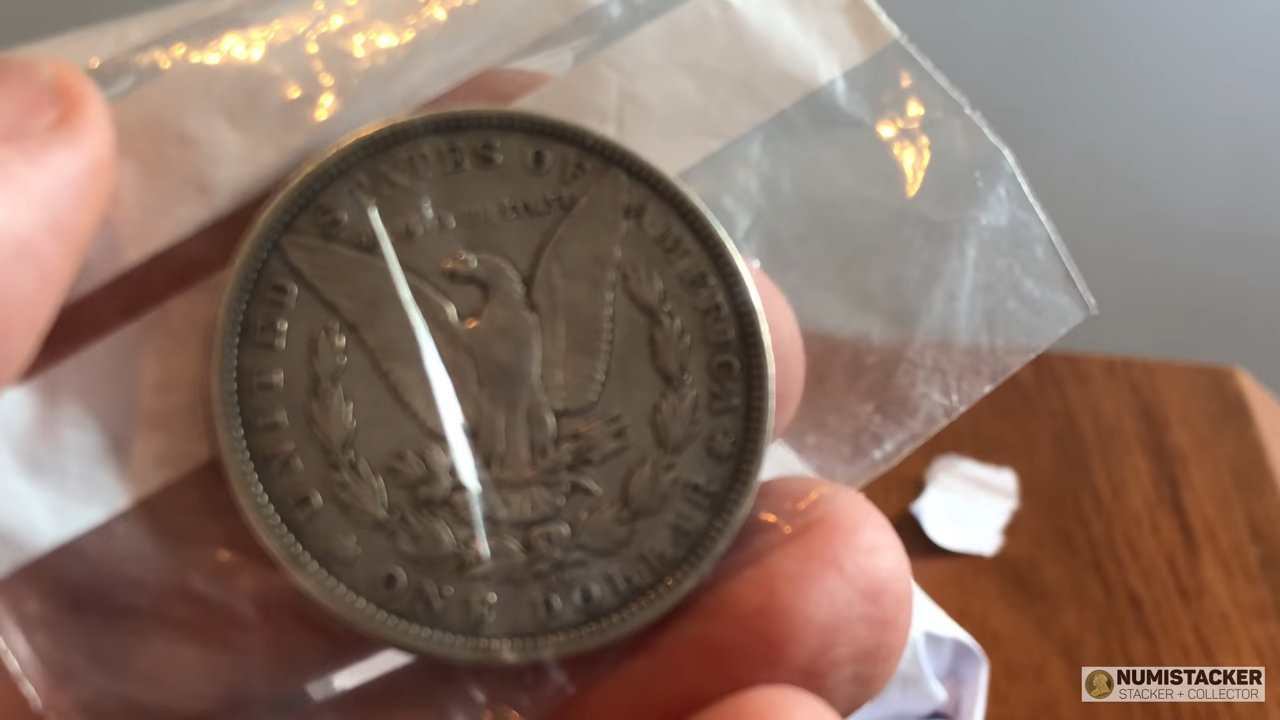 UNITED STATES OF AMERICA
ONE DOLLAR
NUMISTACKER
STACKER + COLLECTOR